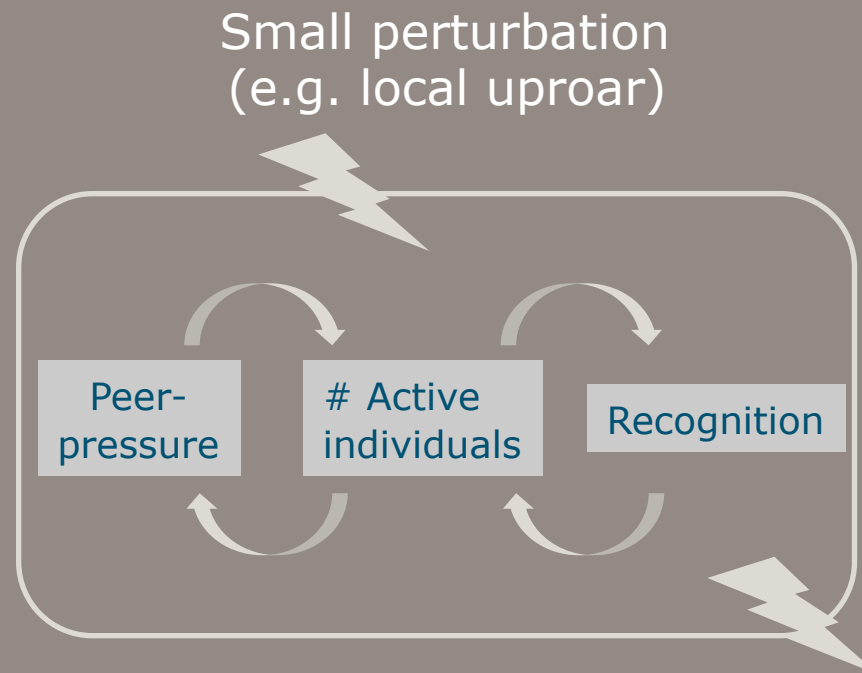 Small perturbation
(e.g. local uproar)
Peer-
pressure
# Active
individuals
Recognition